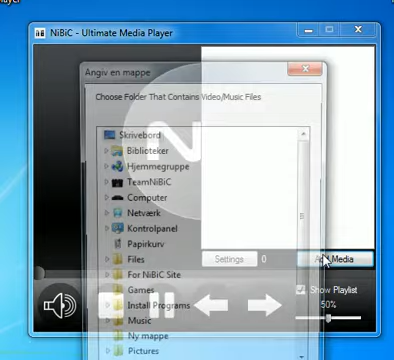 ayer
NiBiC - Ultimate Media Player
Angiv en mappe
Choose Folder That Contains Video/Music Files
Skrivebord
Biblioteker
Hjemmegruppe
TeamNiBiC
Computer
Netværk
Kontrolpanel
Papirkurv
Files
For NiBiC Site
Games
Install Programs
Music
Ny mappe
Pictures
N
Settings
0
Add Media
Show Playlist
50%